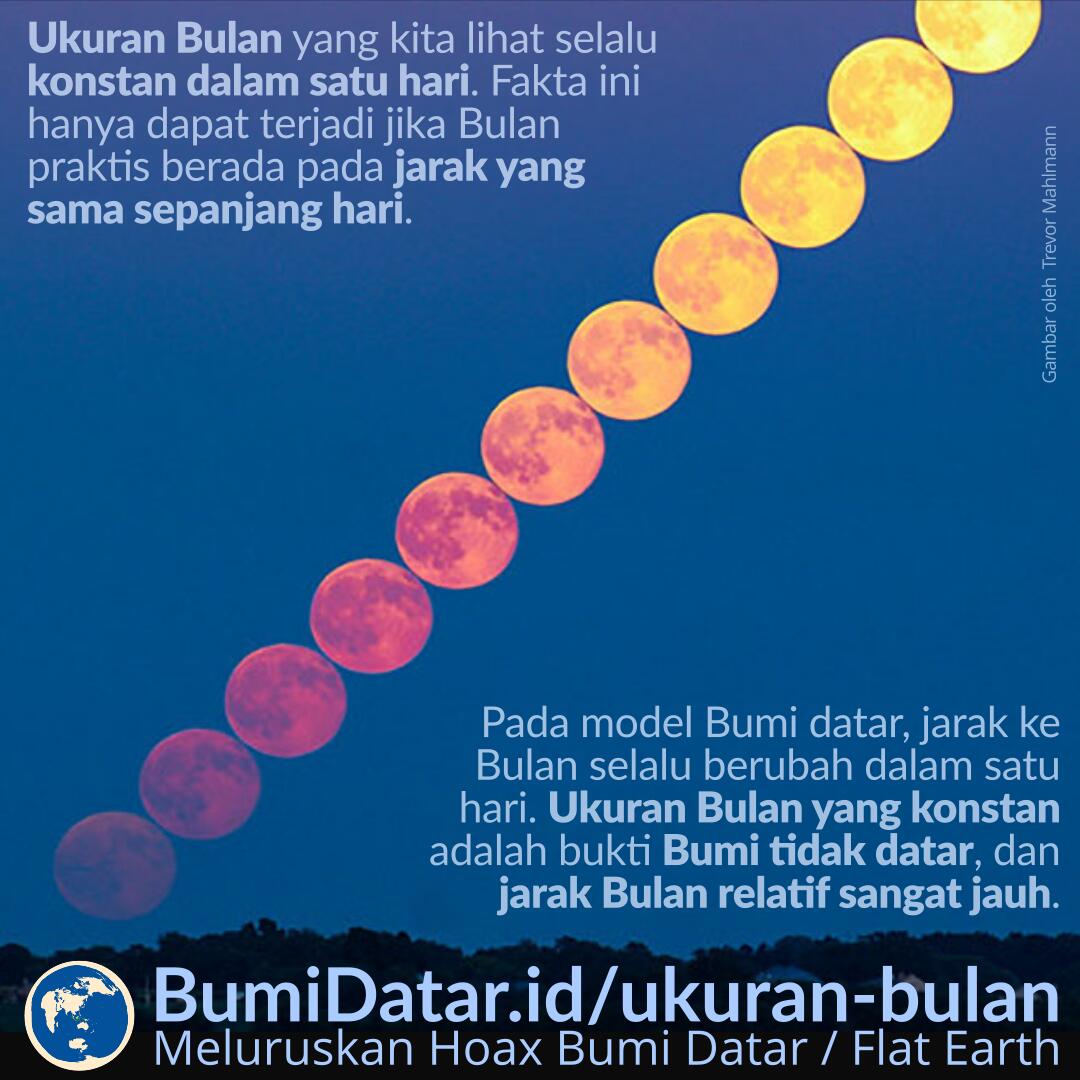 Ukuran Bulan yang kita lihat selalu
konstan dalam satu hari. Fakta ini
hanya dapat terjadi jika Bulan
praktis berada pada jarak yang
sama sepanjang hari.
Gambar oleh Trevor Mahlmann
Pada model Bumi datar, jarak ke
Bulan selalu berubah dalam satu
hari. Ukuran Bulan yang konstan
adalah bukti Bumi tidak datar, dan
jarak Bulan relatif sangat jauh.
BumiDatar.id/ukuran-bulan
Meluruskan Hoax Bumi Datar / Flat Earth